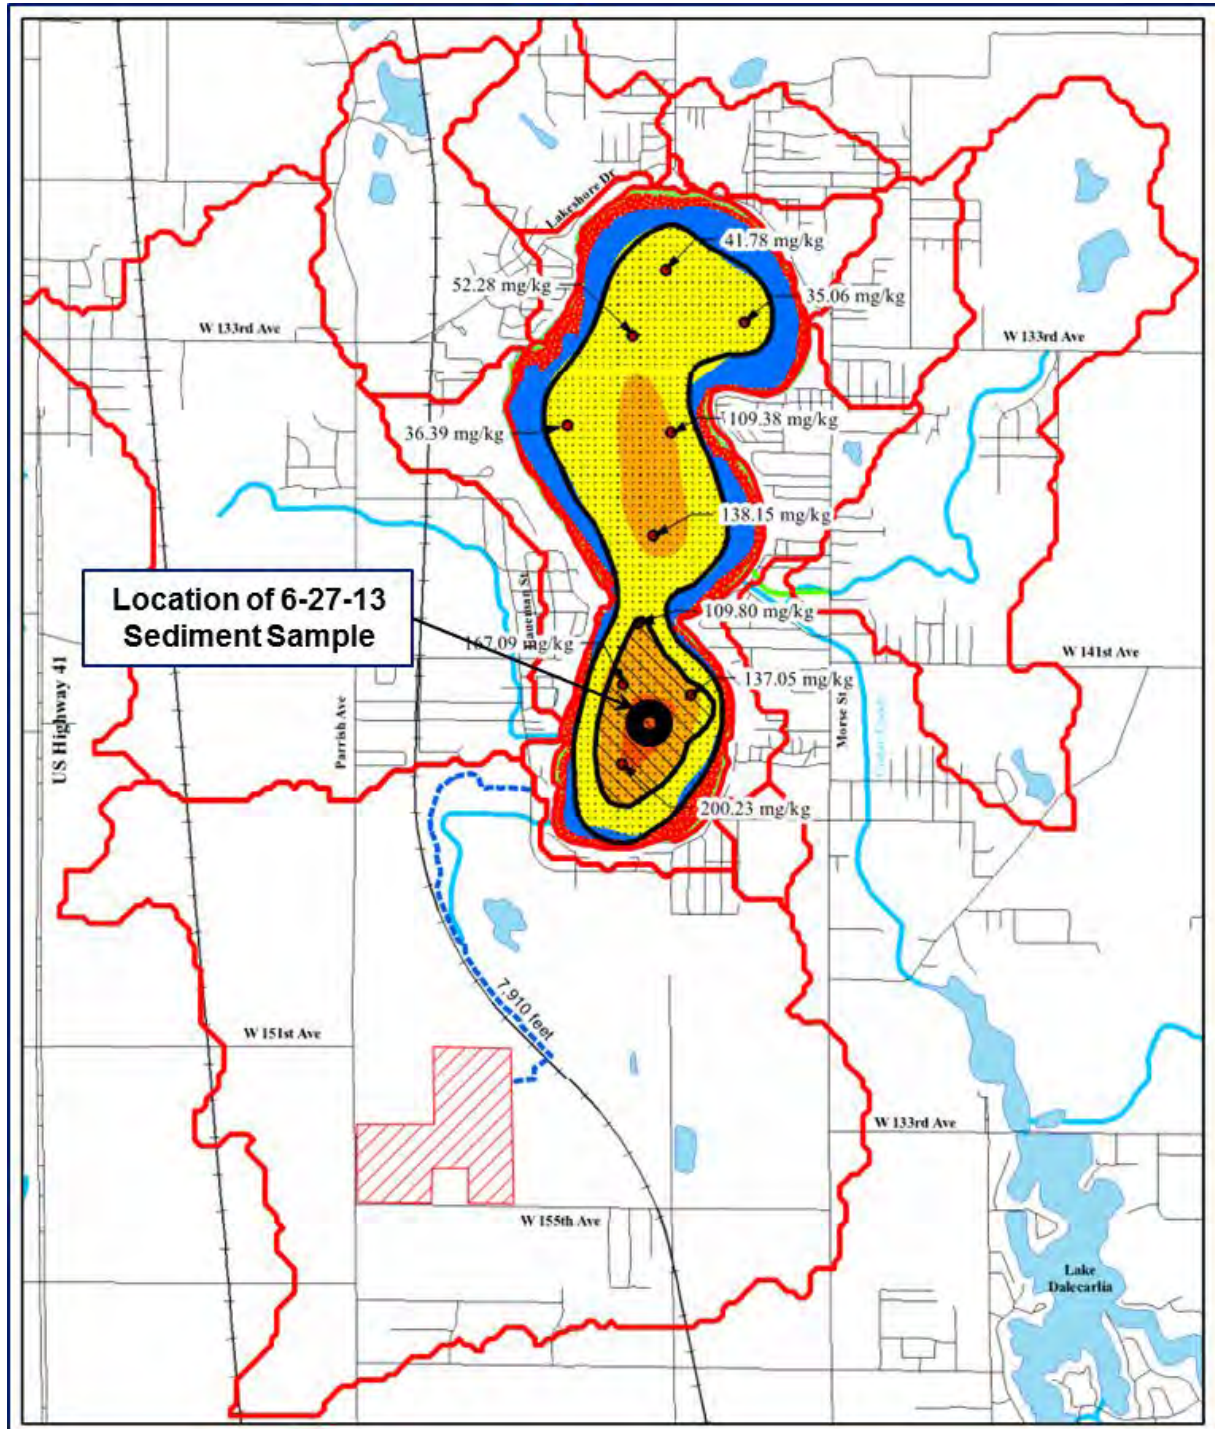 Lakeshore Dr
41.78 mg/kg
52.28 mg/kg
35.06 mg/kg
W 133rd Ave
W 133rd Ave
109.38 mg/kg
36.39 mg/kg
138.15 mg/kg
Location of 6-27-13
Sediment Sample
109.80 mg/kg
167.09 mg/kg
137.05 mg/kg
W 141st Ave
US Highway 41
Parrish Ave
Morse St
200.23 mg/kg
7,910 feet
W 151st Ave
W 133rd Ave
W 155th Ave
Lake
Dalecarlia